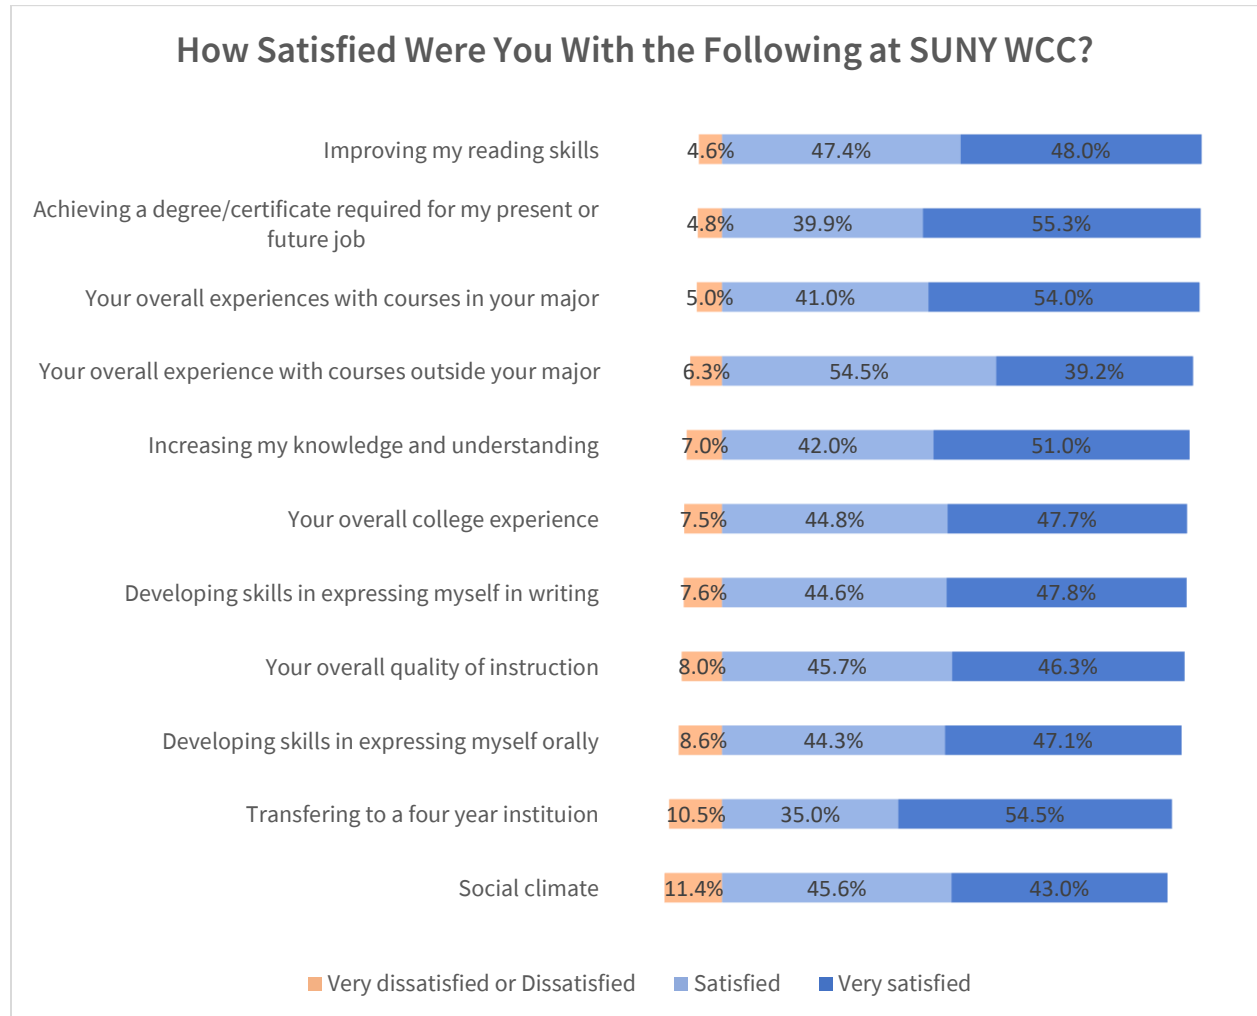 How Satisfied Were You With the Following at SUNY WCC?
Improving my reading skills 4.6% 47.4% 48.0%
Achieving a degree/certificate required for my present or
future job 4.8% 39.9% 55.3%
Your overall experiences with courses in your major 5.0% 41.0% 54.0%
Your overall experience with courses outside your major 6.3% 54.5% 39.2%
Increasing my knowledge and understanding 7.0% 42.0% 51.0%
Your overall college experience 7.5% 44.8% 47.7%
Developing skills in expressing myself in writing 7.6% 44.6% 47.8%
Your overall quality of instruction 8.0% 45.7% 46.3%
Developing skills in expressing myself orally 8.6% 44.3% 47.1%
Transfering to a four year instituion 10.5% 35.0% 54.5%
Social climate 11.4% 45.6% 43.0%
Very dissatisfied or Dissatisfied Satisfied Very satisfied